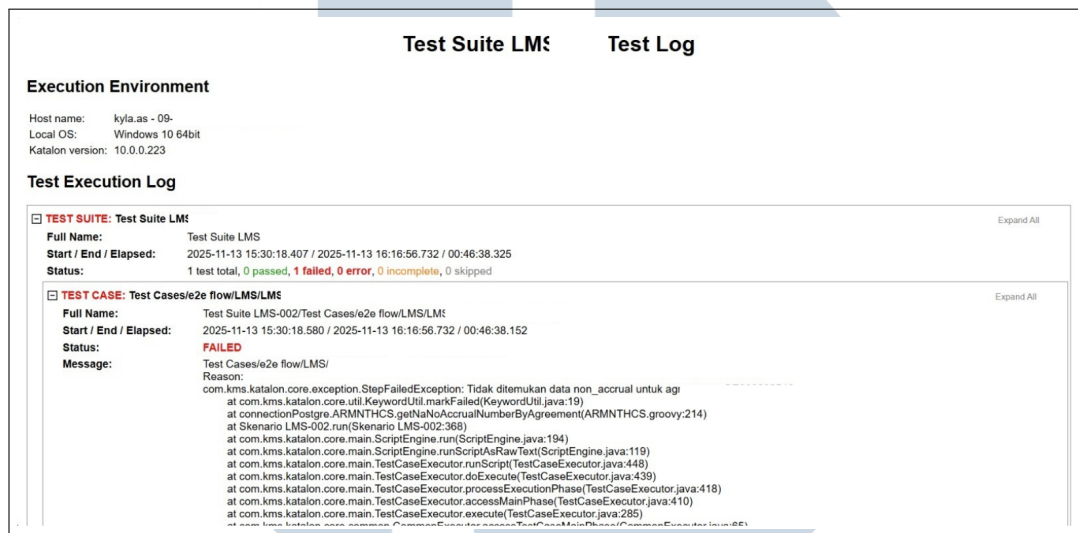 Test Suite LMS Test Log
Execution Environment
Host name: kyla.as - 09-
Local OS: Windows 10 64bit
Katalon version: 10.0.0.223
Test Execution Log
TEST SUITE: Test Suite LMS Expand All
Full Name: Test Suite LMS
Start / End / Elapsed: 2025-11-13 15:30:18.407 / 2025-11-13 16:16:56.732 / 00:46:38.325
Status: 1 test total, 0 passed, 1 failed, 0 error, 0 incomplete, 0 skipped
TEST CASE: Test Cases/e2e flow/LMS/LMS Expand All
Full Name: Test Suite LMS-002/Test Cases/e2e flow/LMS/LMS
Start / End / Elapsed: 2025-11-13 15:30:18.580 / 2025-11-13 16:16:56.732 / 00:46:38.152
Status: FAILED
Message: Test Cases/e2e flow/LMS/
Reason:
com.kms.katalon.core.exception.StepFailedException: Tidak ditemukan data non_accrual untuk
at com.kms.katalon.core.util.KeywordUtil.markFailed(KeywordUtil.java:19)
at connectionPostgre.ARMNTHCS.getNaNoAccrualNumberByAgreement(ARMNTHCS.groovy:214)
at Skenario LMS-002.run(Skenario LMS-002:368)
at com.kms.katalon.core.main.ScriptEngine.run(ScriptEngine.java:194)
at com.kms.katalon.core.main.ScriptEngine.runScriptAsRawText(ScriptEngine.java:119)
at com.kms.katalon.core.main.TestCaseExecutor.runScript(TestCaseExecutor.java:448)
at com.kms.katalon.core.main.TestCaseExecutor.doExecute(TestCaseExecutor.java:439)
at com.kms.katalon.core.main.TestCaseExecutor.processExecutionPhase(TestCaseExecutor.java:418)
at com.kms.katalon.core.main.TestCaseExecutor.accessMainPhase(TestCaseExecutor.java:410)
at com.kms.katalon.core.main.TestCaseExecutor.execute(TestCaseExecutor.java:285)
at com.kms.katalon.core.common.CommonExecutor.accessTestCaseMainPhase(CommonExecutor.java:65)